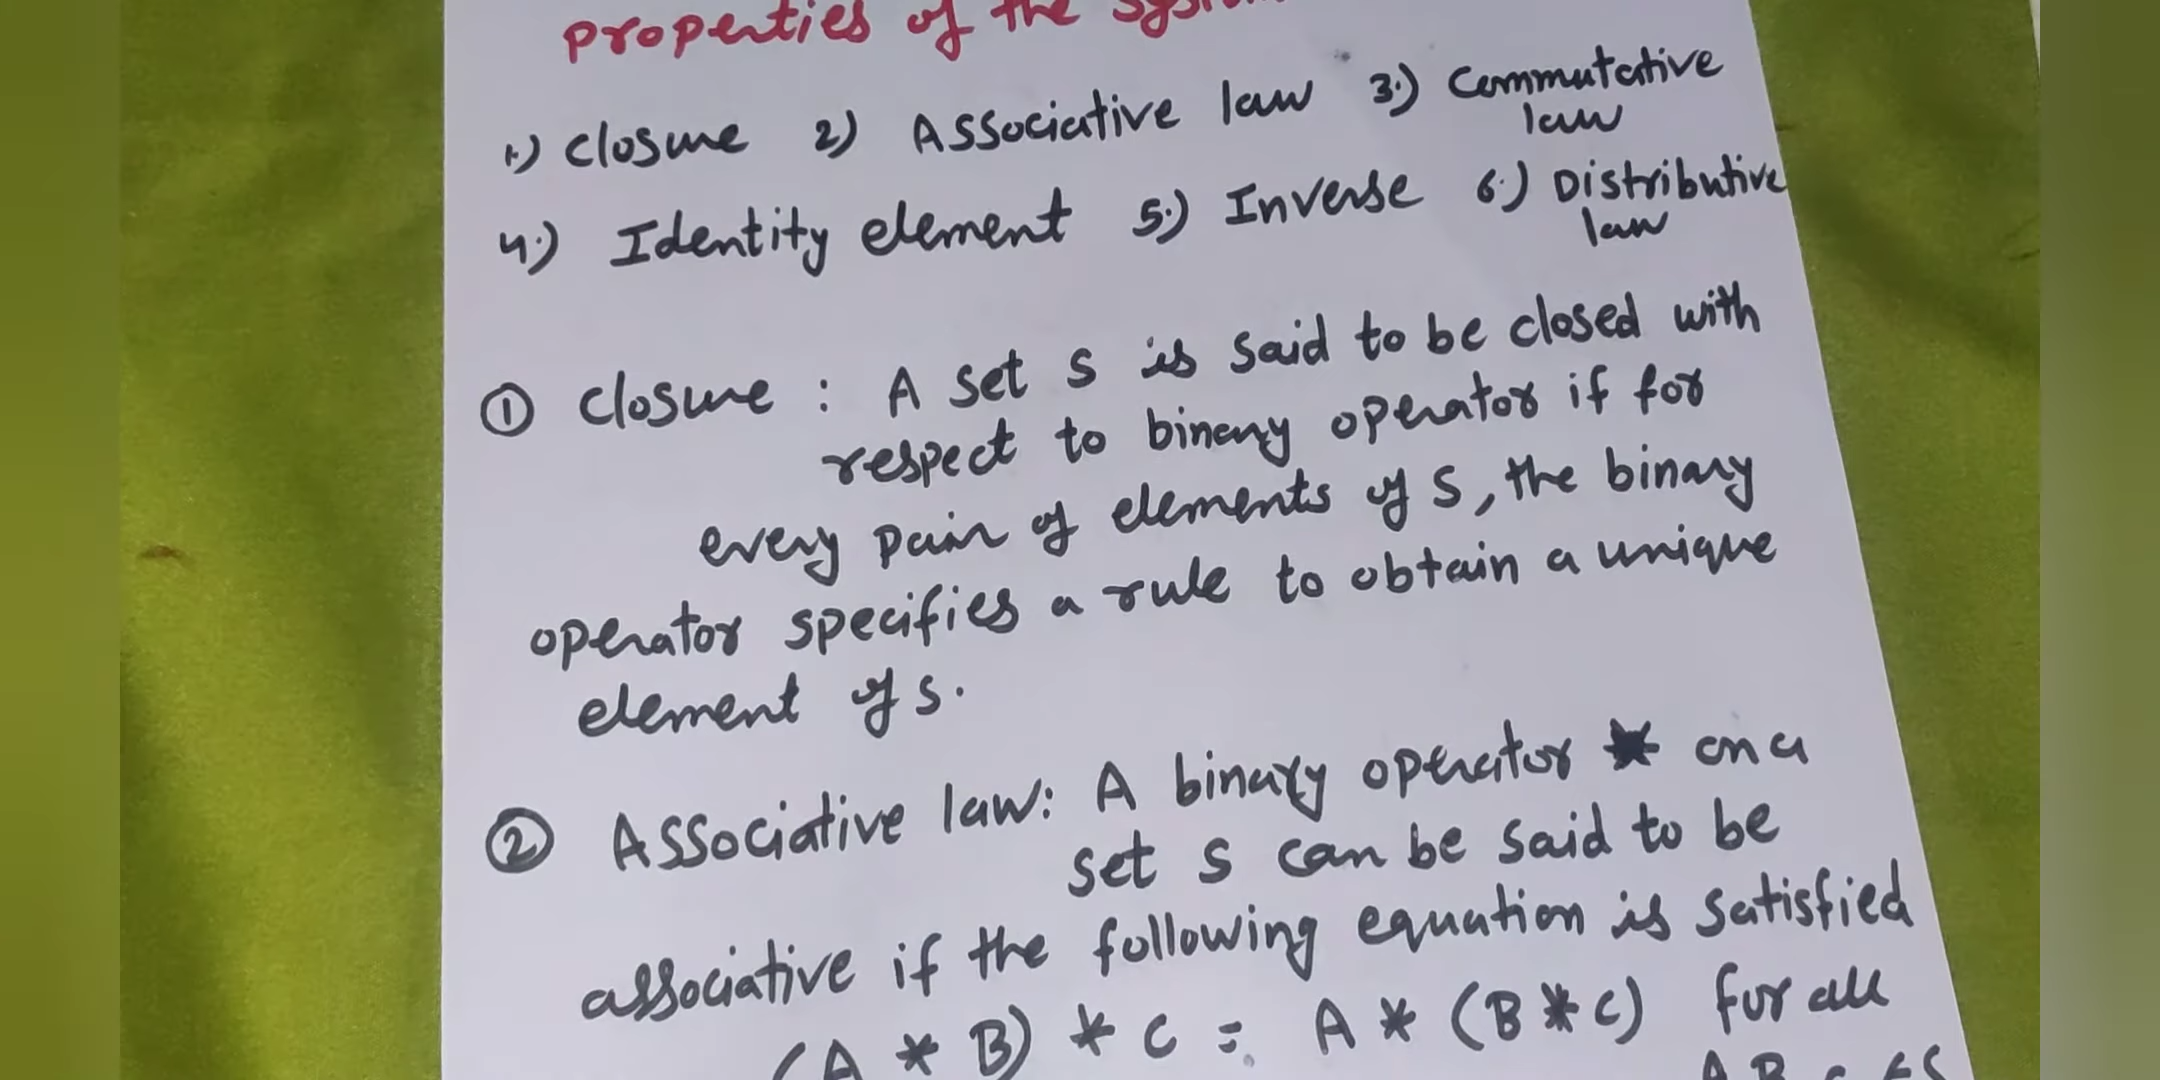 properties of the System
1.) Closure 2) Associative law 3.) Commutative
law
4.) Identity element 5.) Inverse 6.) Distributive
law
① Closure : A set S is said to be closed with
respect to binary operator if for
every pair of elements of S, the binary
operator specifies a rule to obtain a unique
element of S.
② Associative law: A binary operator * on a
set S can be said to be
associative if the following equation is satisfied
(A * B) * C = A * (B * C) for all
A B C ∈ S